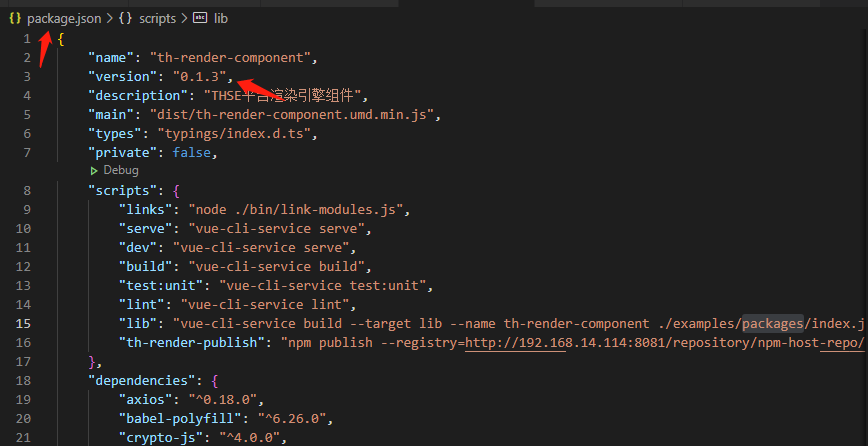 {} package.json > {} scripts > abc lib
1 {
2 "name": "th-render-component",
3 "version": "0.1.3",
4 "description": "THSE平台渲染引擎组件",
5 "main": "dist/th-render-component.umd.min.js",
6 "types": "typings/index.d.ts",
7 "private": false,
Debug
8 "scripts": {
9 "links": "node ./bin/link-modules.js",
10 "serve": "vue-cli-service serve",
11 "dev": "vue-cli-service serve",
12 "build": "vue-cli-service build",
13 "test:unit": "vue-cli-service test:unit",
14 "lint": "vue-cli-service lint",
15 "lib": "vue-cli-service build --target lib --name th-render-component ./examples/packages/index.j
16 "th-render-publish": "npm publish --registry=http://192.168.14.114:8081/repository/npm-host-repo/
17 },
18 "dependencies": {
19 "axios": "^0.18.0",
20 "babel-polyfill": "^6.26.0",
21 "crypto-js": "^4.0.0",